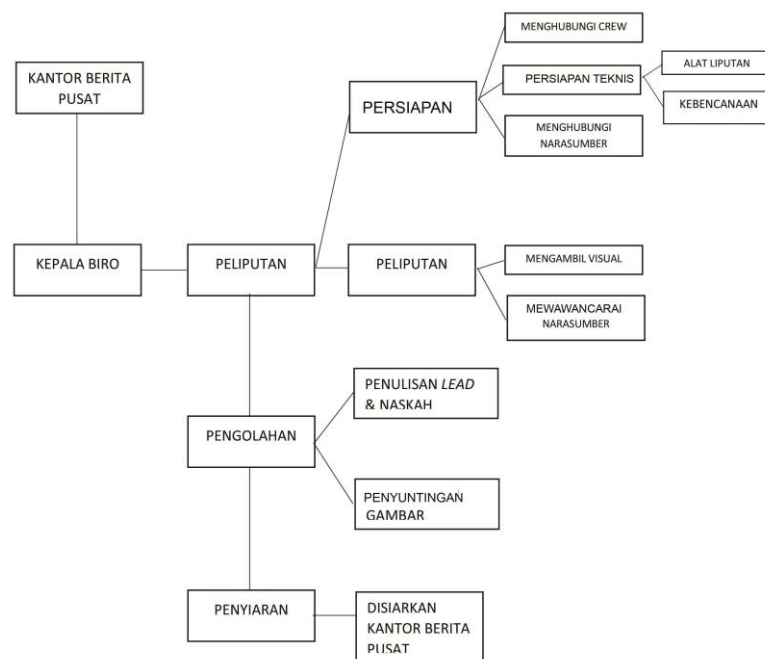 MENGHUBUNGI CREW
KANTOR BERITA
PUSAT
PERSIAPAN
PERSIAPAN TEKNIS
ALAT LIPUTAN
KEBENCANAAN
MENGHUBUNGI
NARASUMBER
KEPALA BIRO
PELIPUTAN
PELIPUTAN
MENGAMBIL VISUAL
MEWAWANCARAI
NARASUMBER
PENGOLAHAN
PENULISAN LEAD
& NASKAH
PENYUNTINGAN
GAMBAR
PENYIARAN
DISIARKAN
KANTOR BERITA
PUSAT